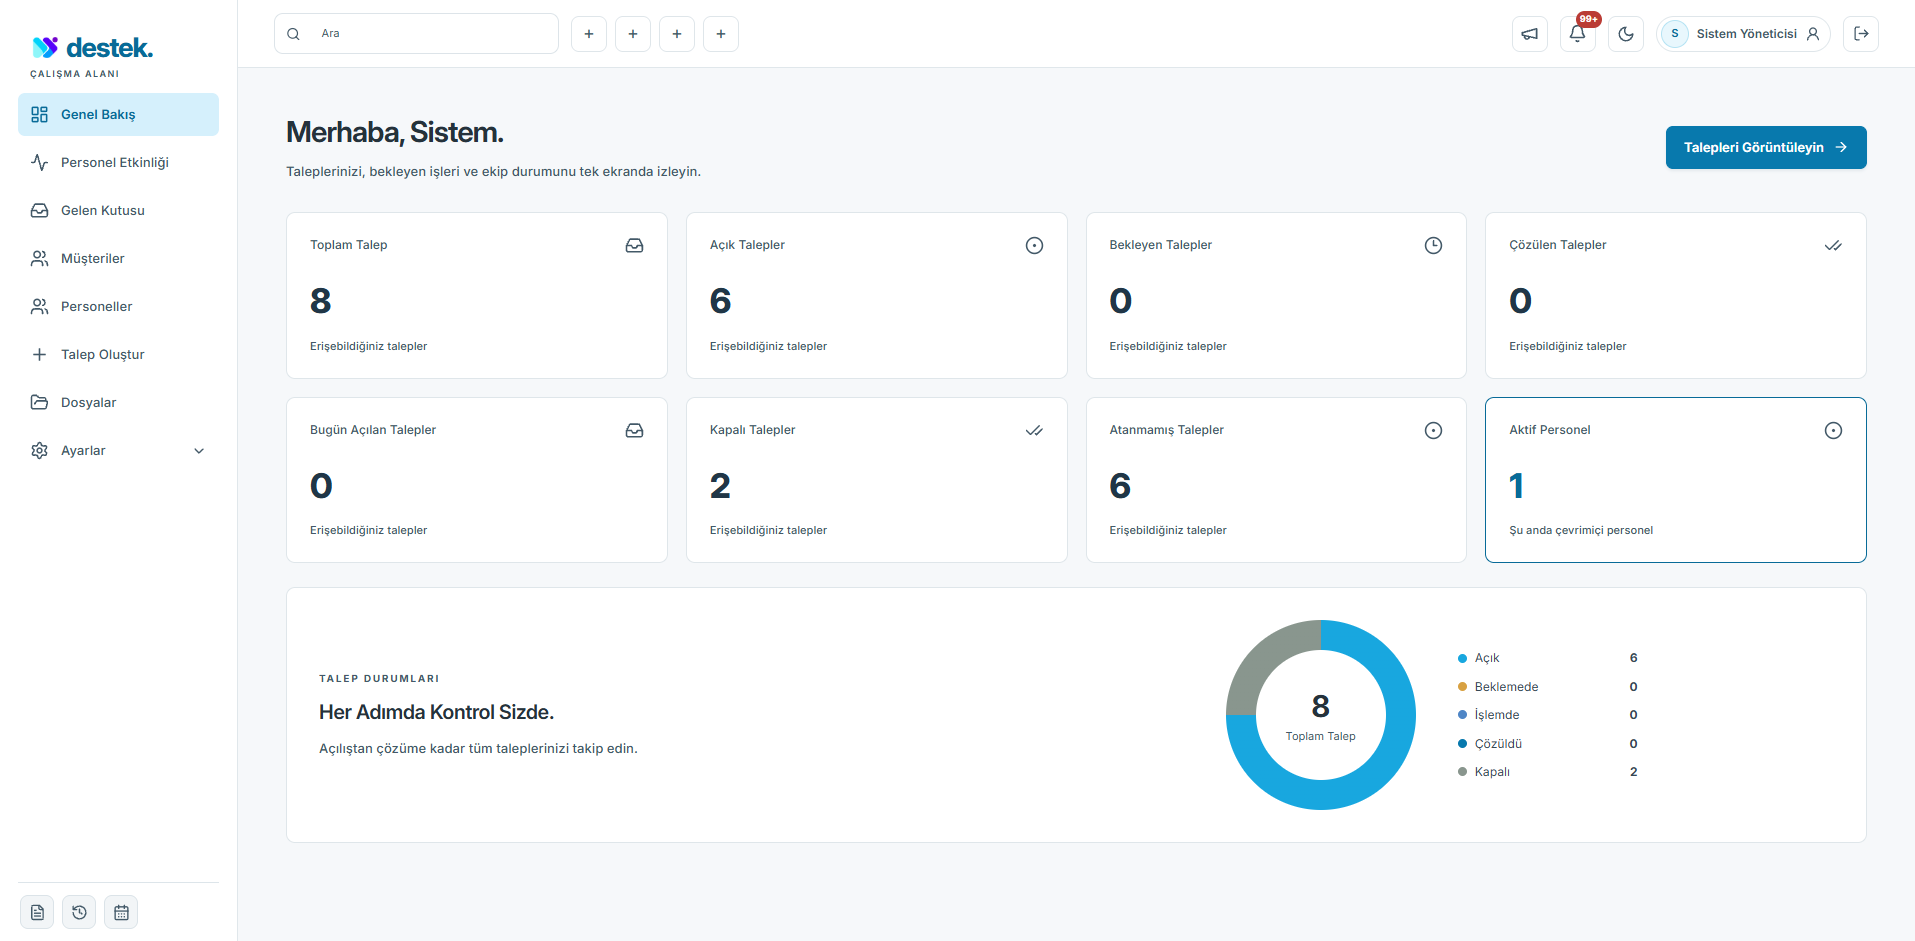 destek.
ÇALIŞMA ALANI
Genel Bakış
Personel Etkinliği
Gelen Kutusu
Müşteriler
Personeller
Talep Oluştur
Dosyalar
Ayarlar
Ara
99+
S
Sistem Yöneticisi
Merhaba, Sistem.
Taleplerinizi, bekleyen işleri ve ekip durumunu tek ekranda izleyin.
Talepleri Görüntüleyin
Toplam Talep
8
Erişebildiğiniz talepler
Açık Talepler
6
Erişebildiğiniz talepler
Bekleyen Talepler
0
Erişebildiğiniz talepler
Çözülen Talepler
0
Erişebildiğiniz talepler
Bugün Açılan Talepler
0
Erişebildiğiniz talepler
Kapalı Talepler
2
Erişebildiğiniz talepler
Atanmamış Talepler
6
Erişebildiğiniz talepler
Aktif Personel
1
Şu anda çevrimiçi personel
TALEP DURUMLARI
Her Adımda Kontrol Sizde.
Açılıştan çözüme kadar tüm taleplerinizi takip edin.
8
Toplam Talep
Açık 6
Beklemede 0
İşlemde 0
Çözüldü 0
Kapalı 2